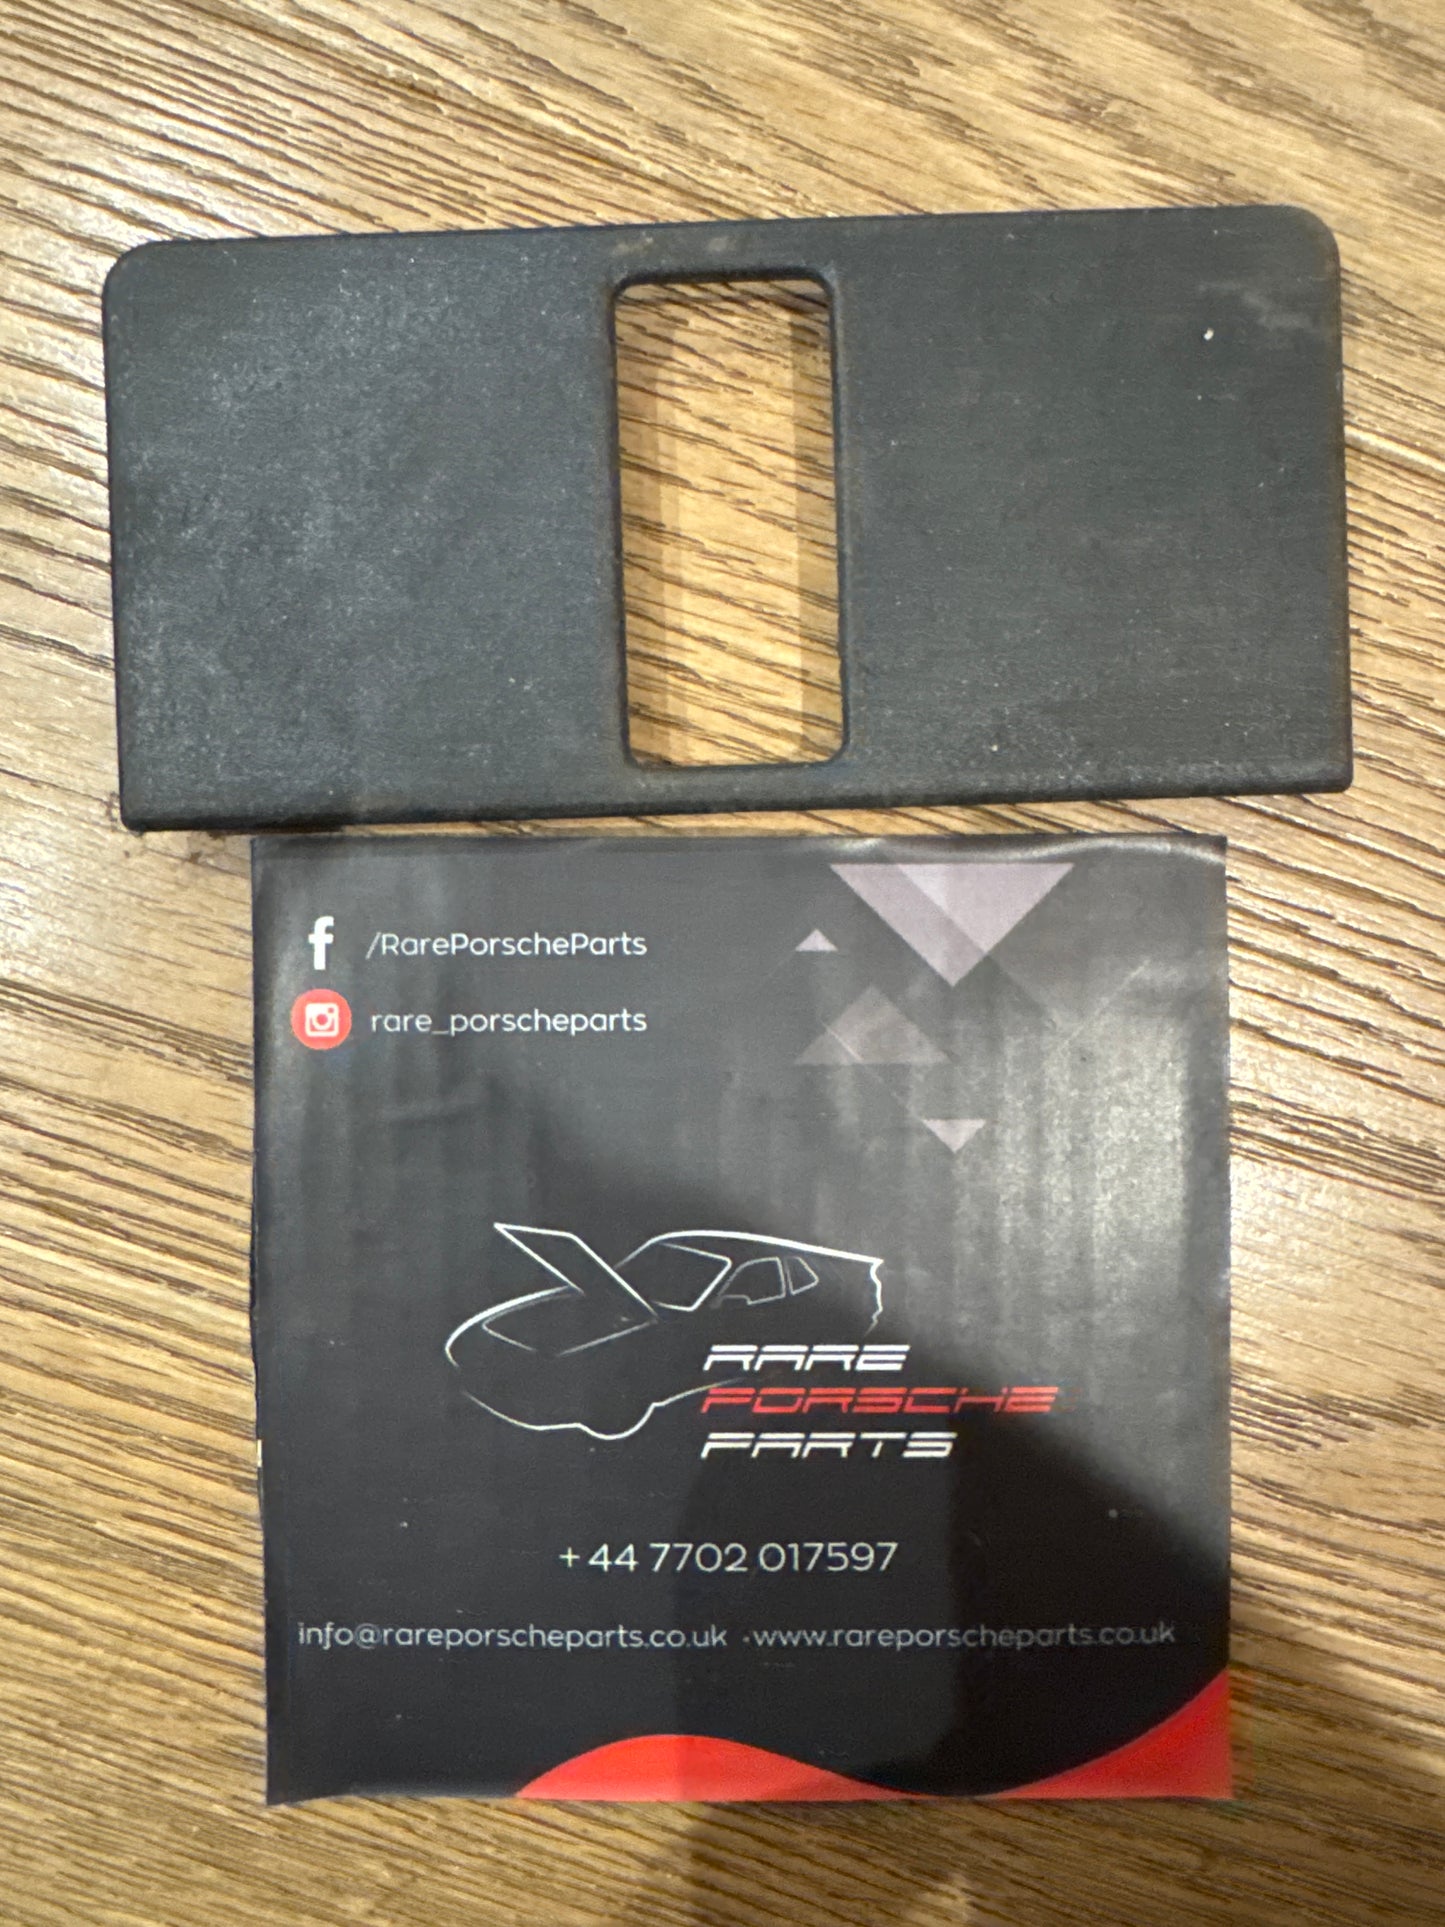 /RarePorscheParts
rare_porscheparts
RARE
PORSCHE
PARTS
+44 7702 017597
info@rareporscheparts.co.uk •www.rareporscheparts.co.uk